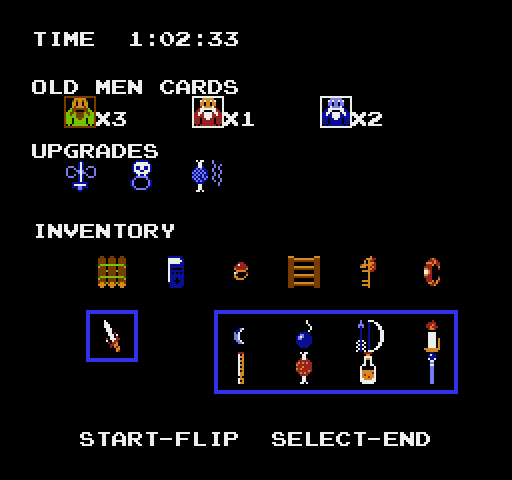 TIME 1:02:33
OLD MEN CARDS
X3 X1 X2
UPGRADES
INVENTORY
START-FLIP SELECT-END